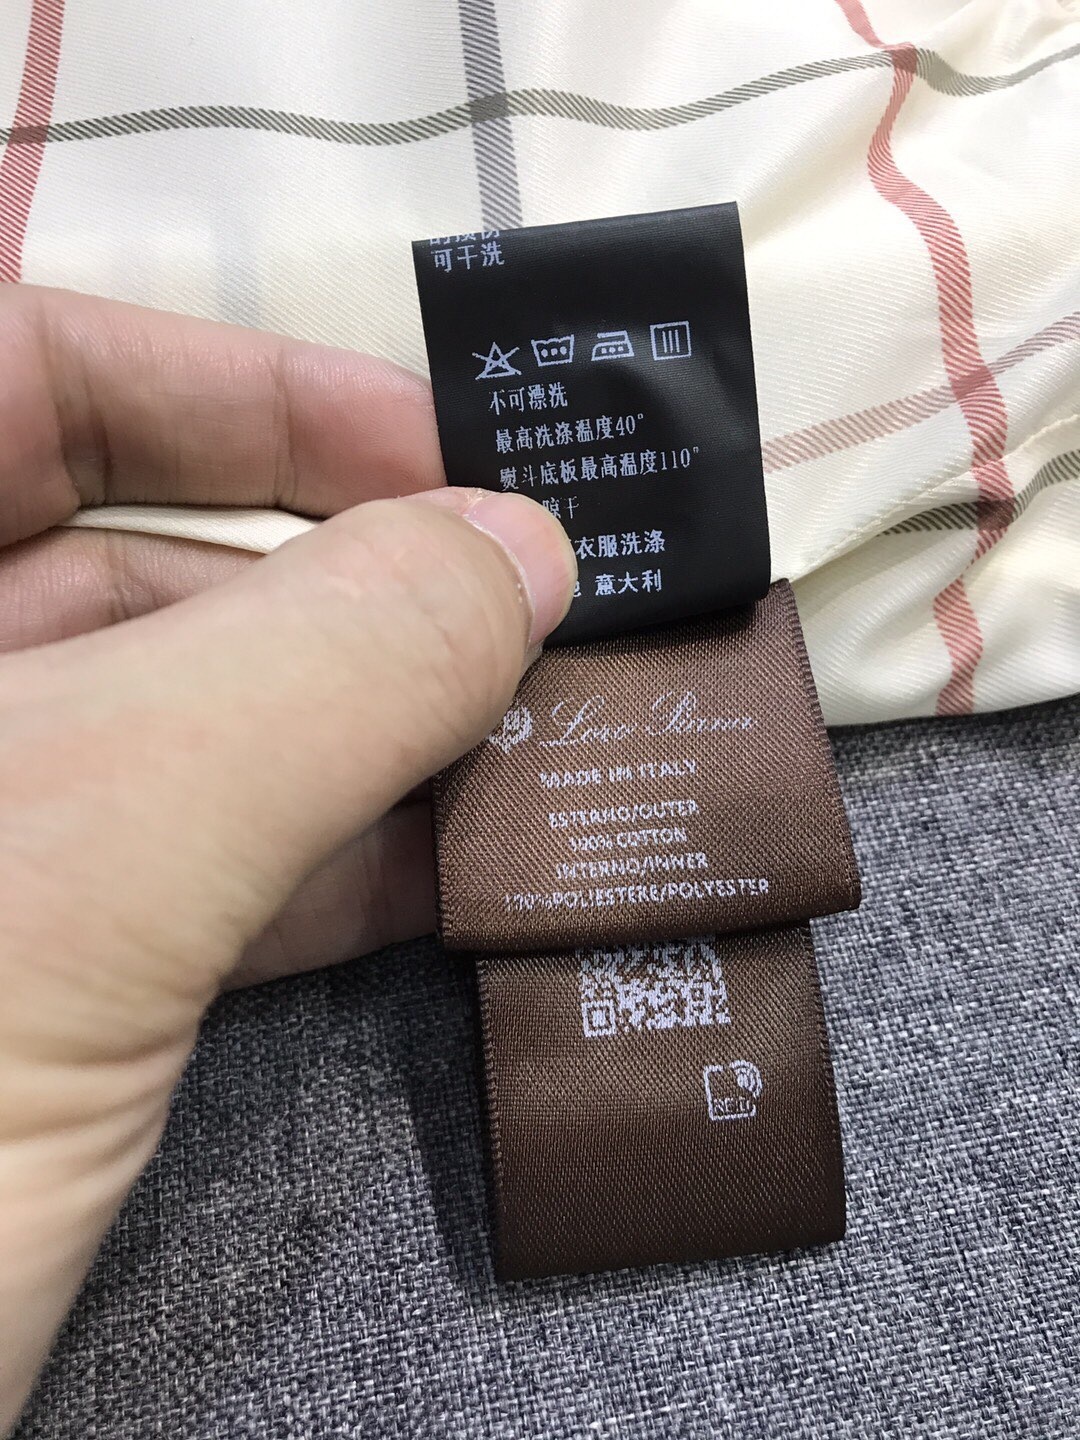 可干洗
不可漂洗
最高洗涤温度40°
熨斗底板最高温度110°
晾干
衣服洗涤
意大利
Loro Piana
MADE IN ITALY
ESTERNO/OUTER
100% COTTON
INTERNO/INNER
100%POLIESTERE/POLYESTER